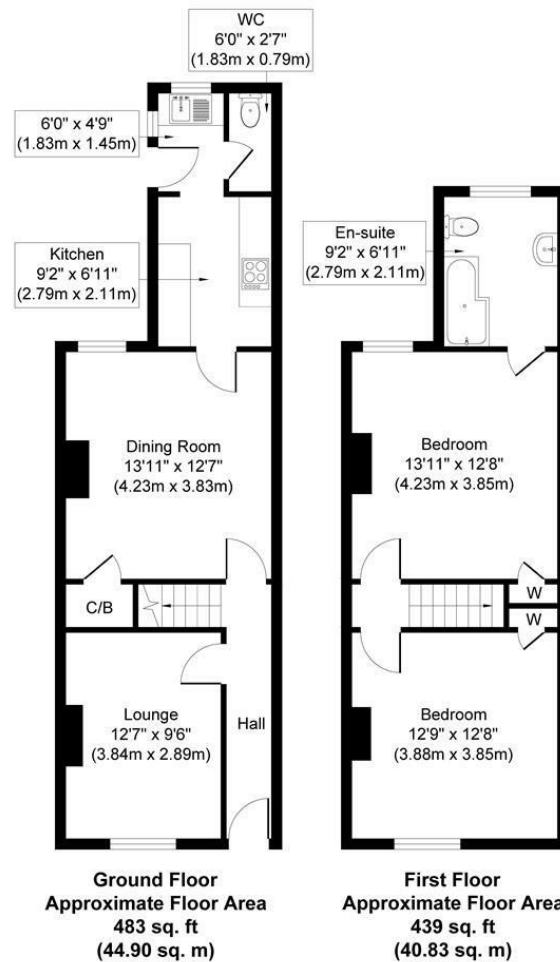 WC
6'0" x 2'7"
(1.83m x 0.79m)
6'0" x 4'9"
(1.83m x 1.45m)
Kitchen
9'2" x 6'11"
(2.79m x 2.11m)
Dining Room
13'11" x 12'7"
(4.23m x 3.83m)
C/B
Lounge
12'7" x 9'6"
(3.84m x 2.89m)
Hall
Ground Floor
Approximate Floor Area
483 sq. ft
(44.90 sq. m)
En-suite
9'2" x 6'11"
(2.79m x 2.11m)
Bedroom
13'11" x 12'8"
(4.23m x 3.85m)
W
W
Bedroom
12'9" x 12'8"
(3.88m x 3.85m)
First Floor
Approximate Floor Area
439 sq. ft
(40.83 sq. m)